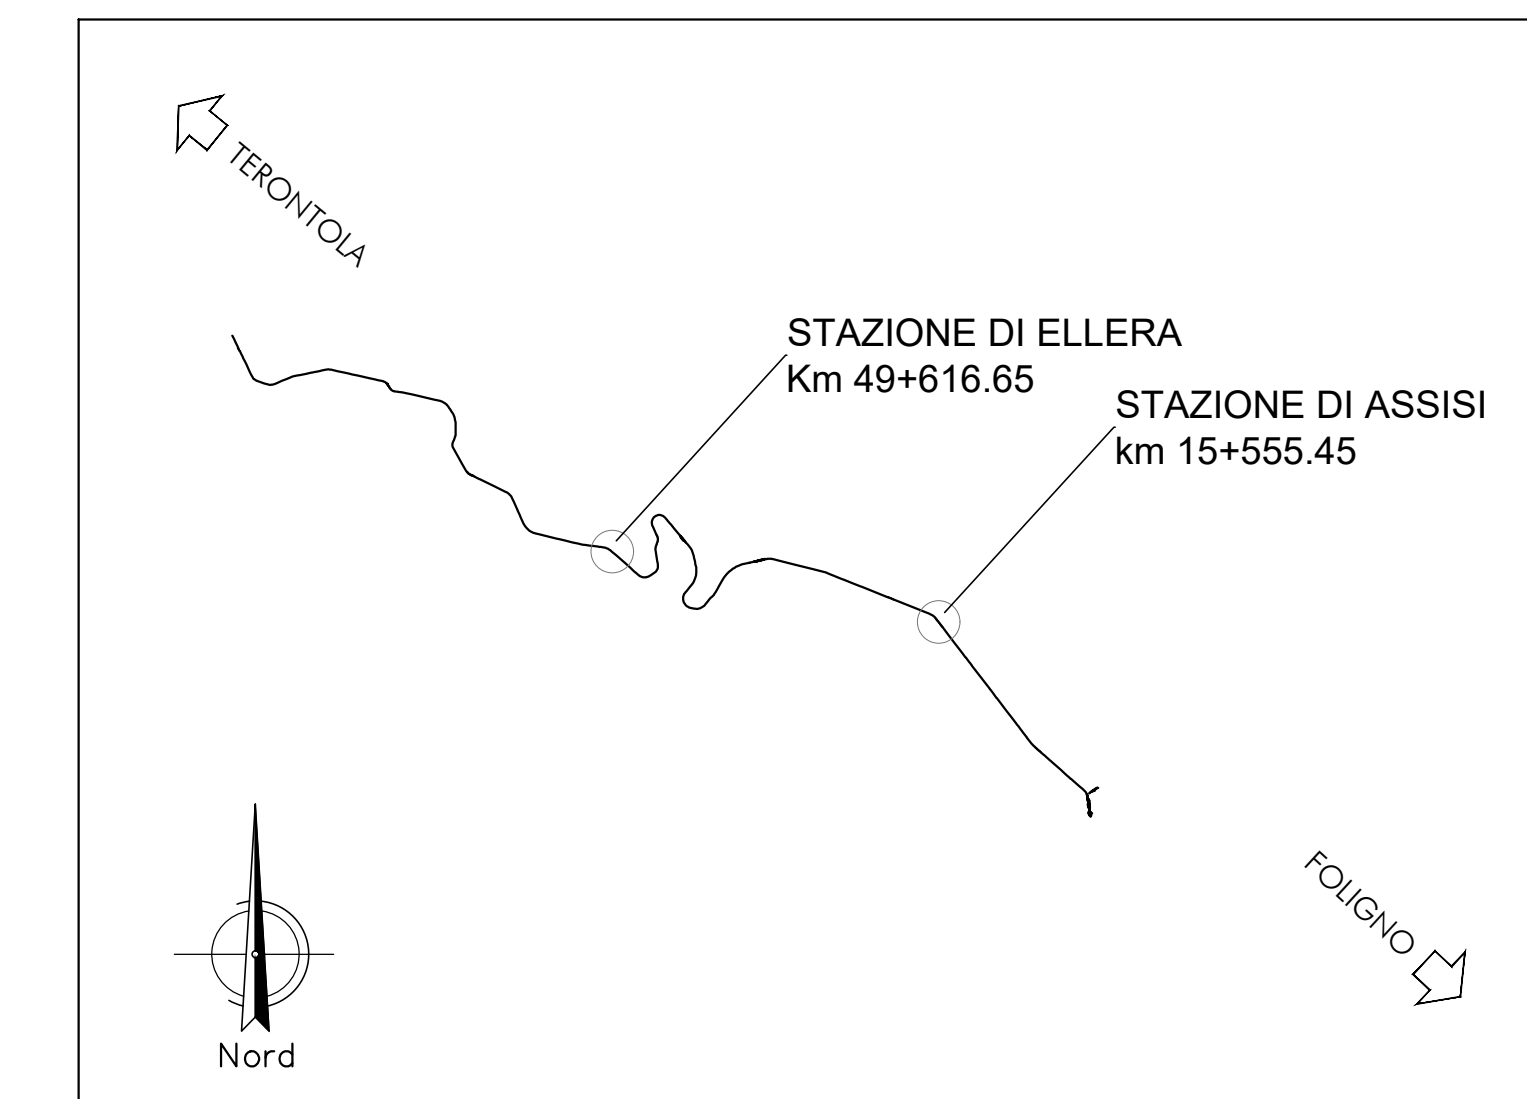 TERONTOLA
STAZIONE DI ELLERA
Km 49+616.65
STAZIONE DI ASSISI
km 15+555.45
FOLIGNO
Nord